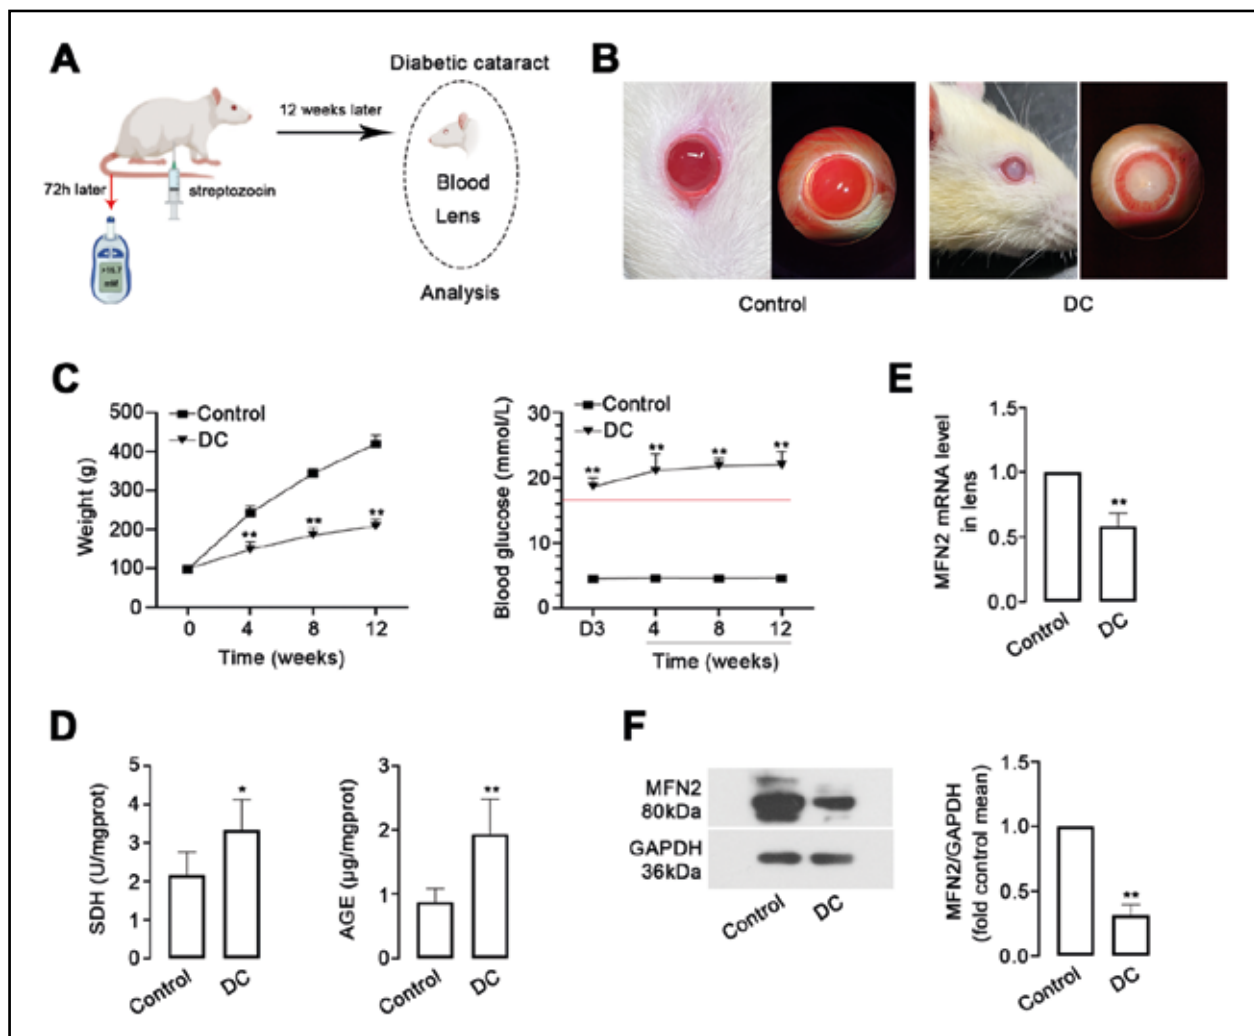 A
Diabetic cataract
12 weeks later
72h later
streptozocin
>16.7
Blood
Lens
Analysis
B
Control
DC
C
Control
DC
500
400
300
200
100
0
Weight (g)
**
**
**
0
4
8
12
Time (weeks)
Control
DC
30
20
10
0
Blood glucose (mmol/L)
**
**
**
**
D3
4
8
12
Time (weeks)
E
MFN2 mRNA level
in lens
1.5
1.0
0.5
0.0
**
Control
DC
D
SDH (U/mgprot)
5
4
3
2
1
0
*
Control
DC
AGE (μg/mgprot)
3
2
1
0
**
Control
DC
F
MFN2
80kDa
GAPDH
36kDa
Control
DC
MFN2/GAPDH
(fold control mean)
1.5
1.0
0.5
0.0
**
Control
DC